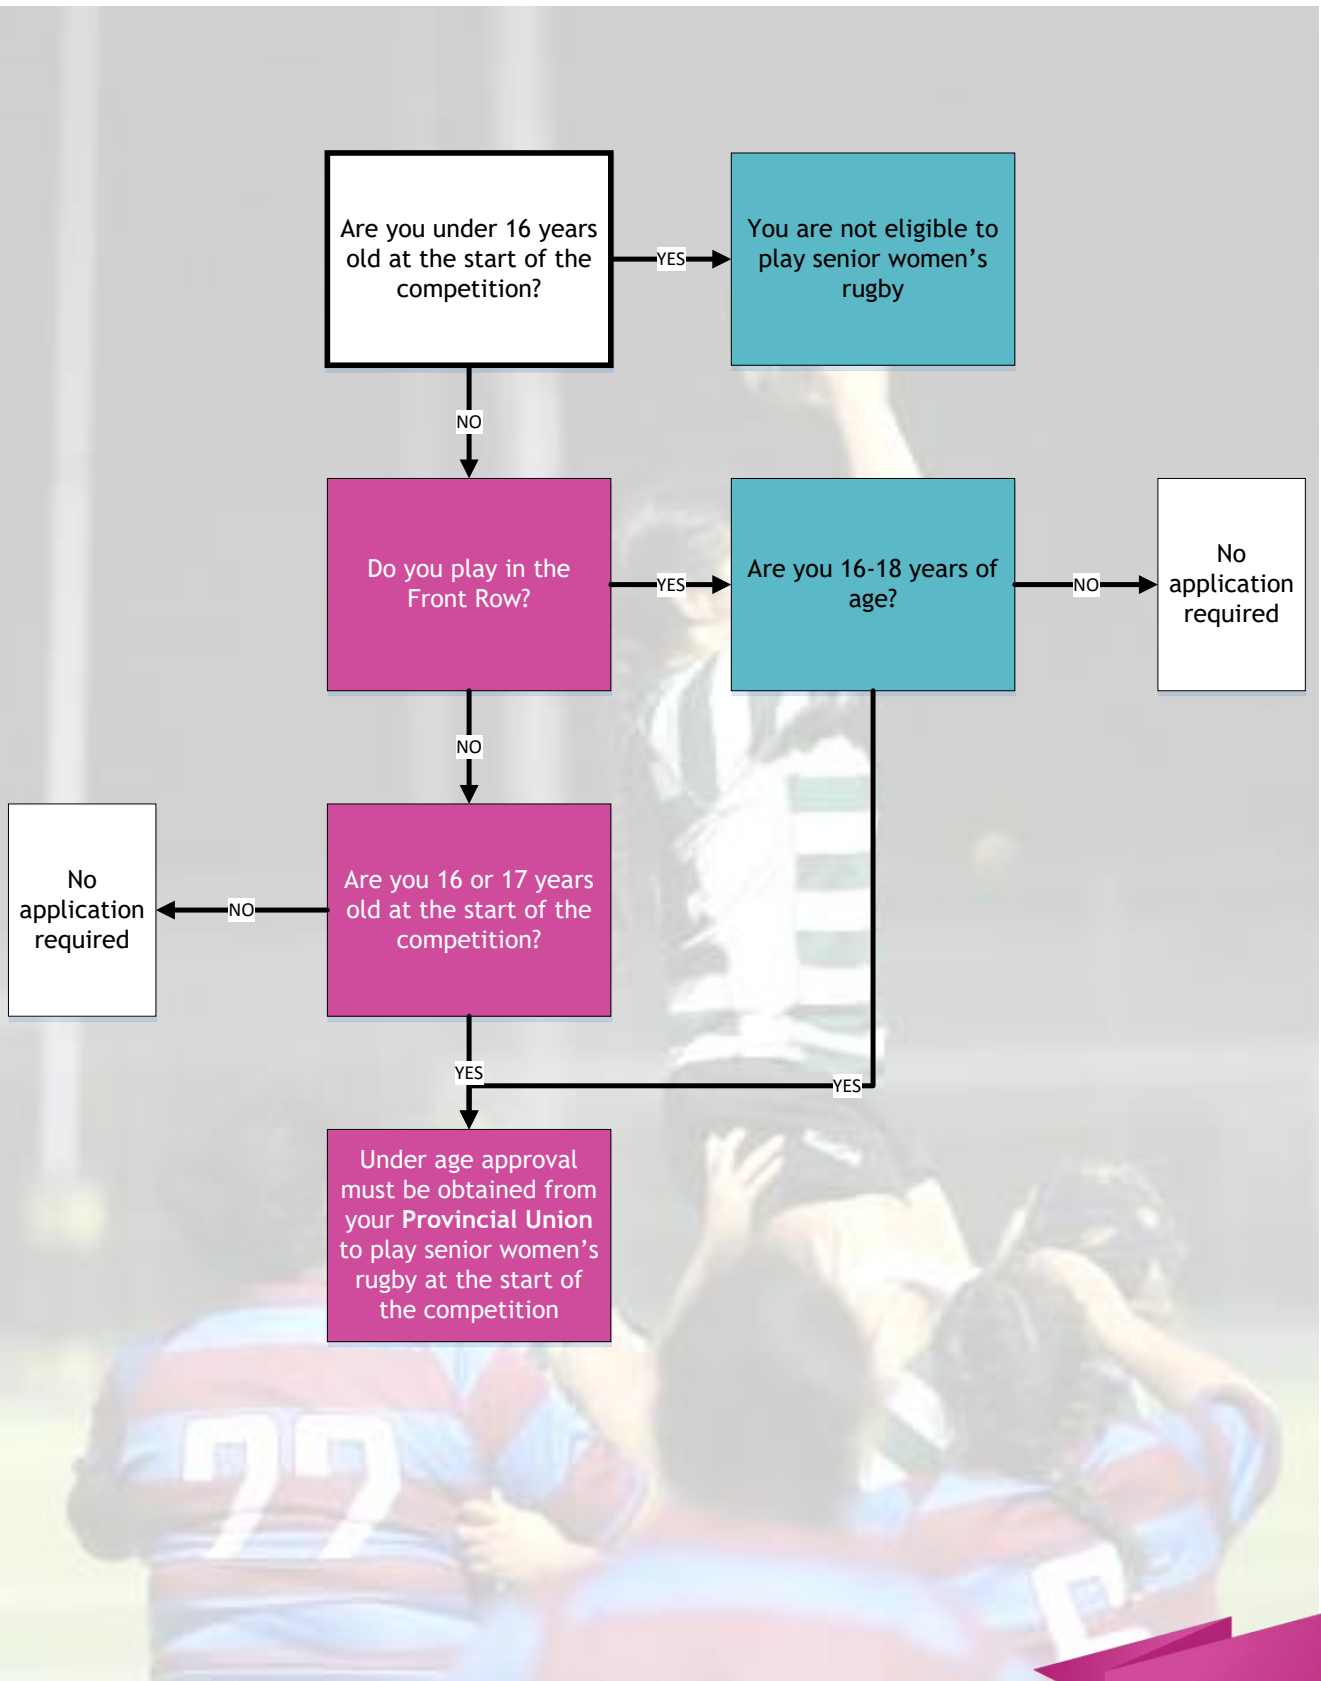 Are you under 16 years
old at the start of the
competition?
YES
You are not eligible to
play senior women’s
rugby
NO
Do you play in the
Front Row?
YES
Are you 16-18 years of
age?
NO
No
application
required
NO
No
application
required
NO
Are you 16 or 17 years
old at the start of the
competition?
YES
YES
Under age approval
must be obtained from
your Provincial Union
to play senior women’s
rugby at the start of
the competition
22